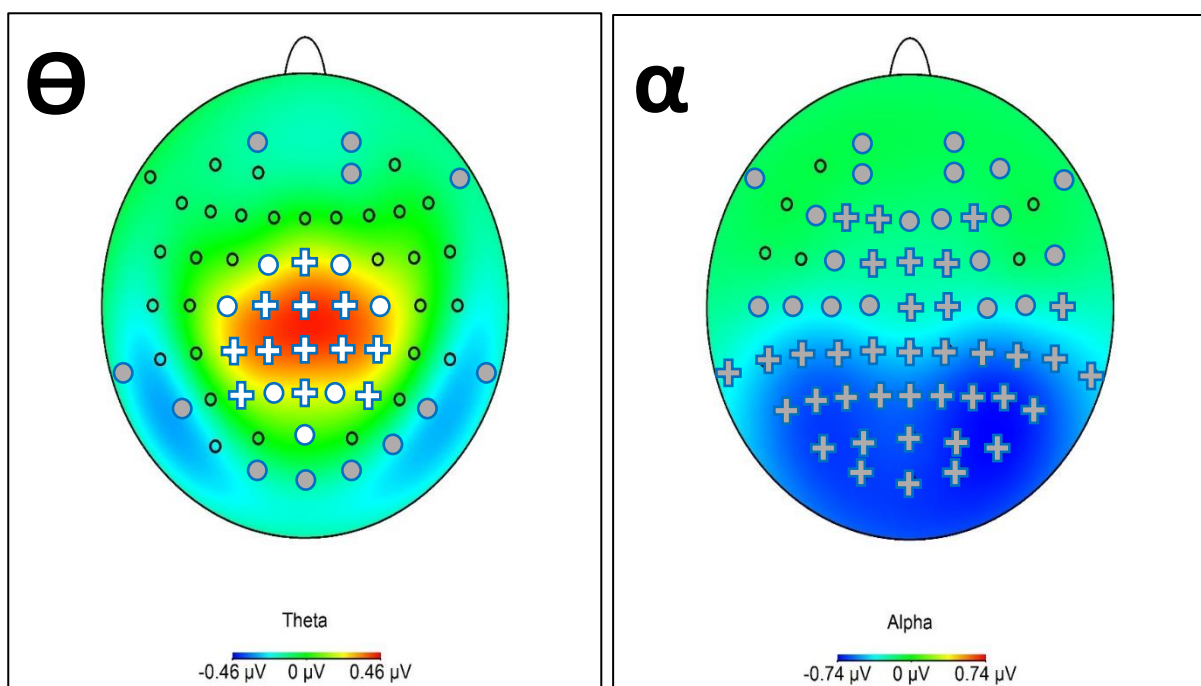 Ѳ
α
Theta
-0.46 µV 0 µV 0.46 µV
Alpha
-0.74 µV 0 µV 0.74 µV